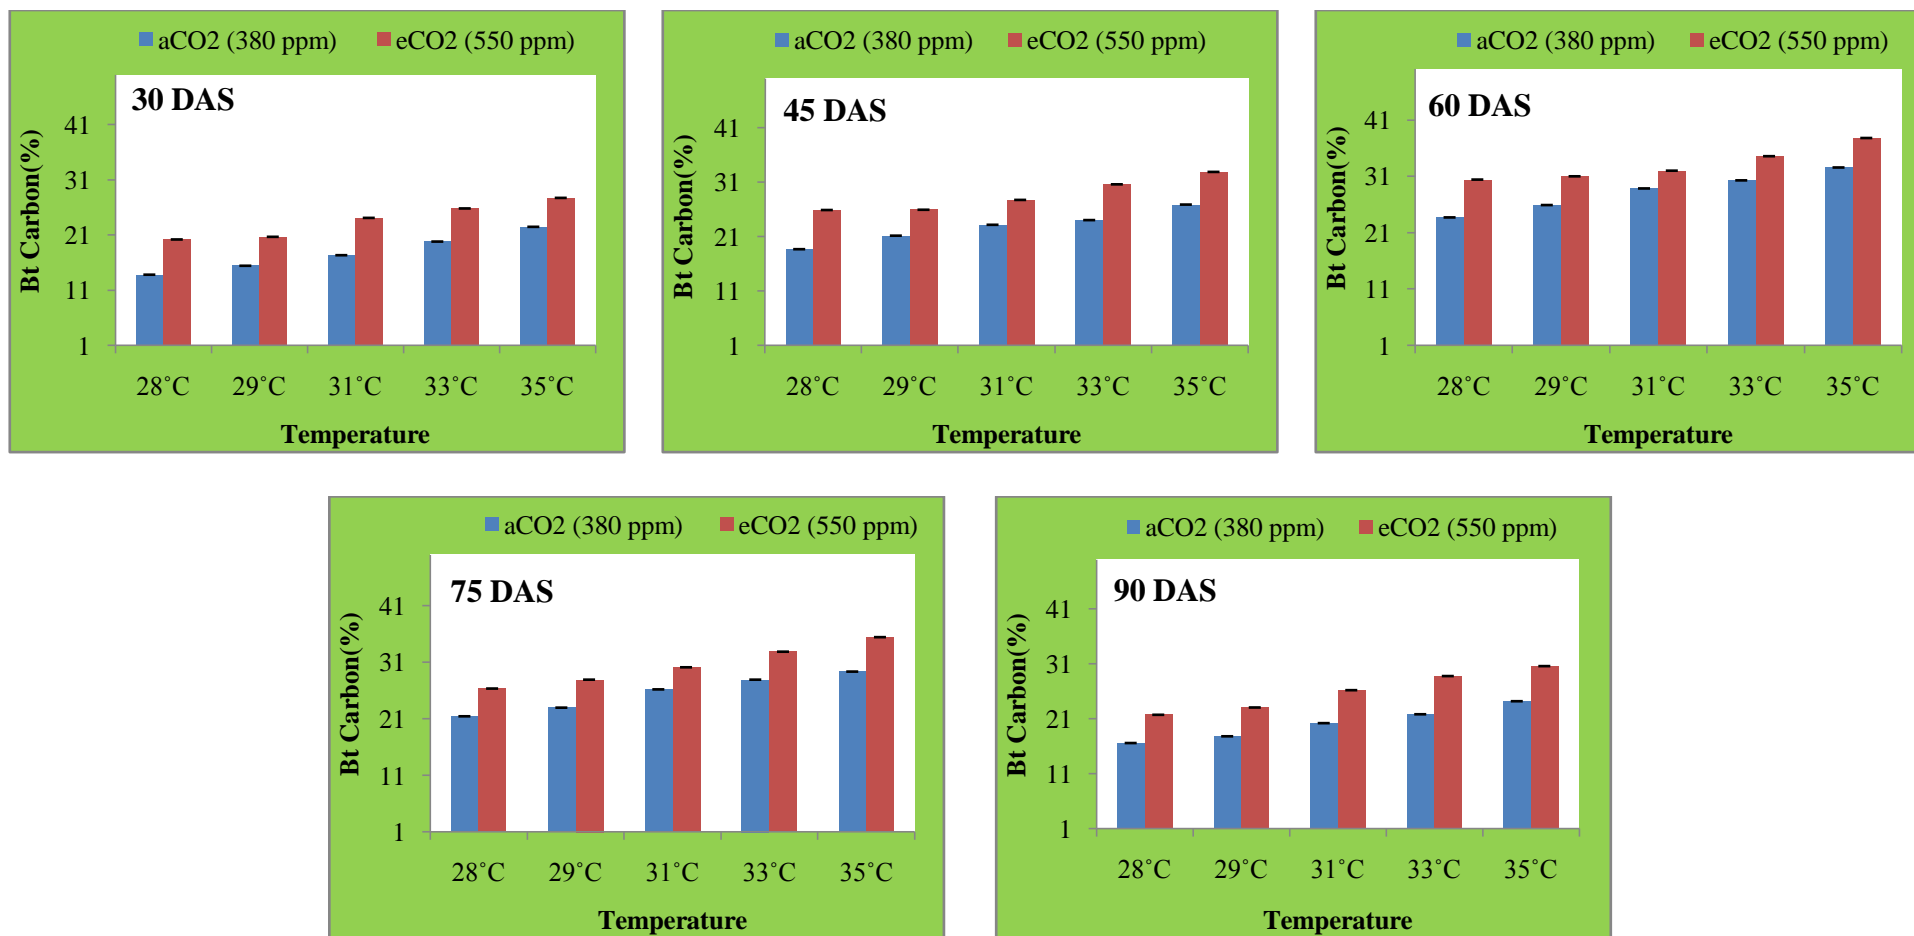 aCO2 (380 ppm) eCO2 (550 ppm)
30 DAS
Bt Carbon(%)
41
31
21
11
1
28˚C 29˚C 31˚C 33˚C 35˚C
Temperature
aCO2 (380 ppm) eCO2 (550 ppm)
45 DAS
Bt Carbon(%)
41
31
21
11
1
28˚C 29˚C 31˚C 33˚C 35˚C
Temperature
aCO2 (380 ppm) eCO2 (550 ppm)
60 DAS
Bt Carbon(%)
41
31
21
11
1
28˚C 29˚C 31˚C 33˚C 35˚C
Temperature
aCO2 (380 ppm) eCO2 (550 ppm)
75 DAS
Bt Carbon(%)
41
31
21
11
1
28˚C 29˚C 31˚C 33˚C 35˚C
Temperature
aCO2 (380 ppm) eCO2 (550 ppm)
90 DAS
Bt Carbon(%)
41
31
21
11
1
28˚C 29˚C 31˚C 33˚C 35˚C
Temperature